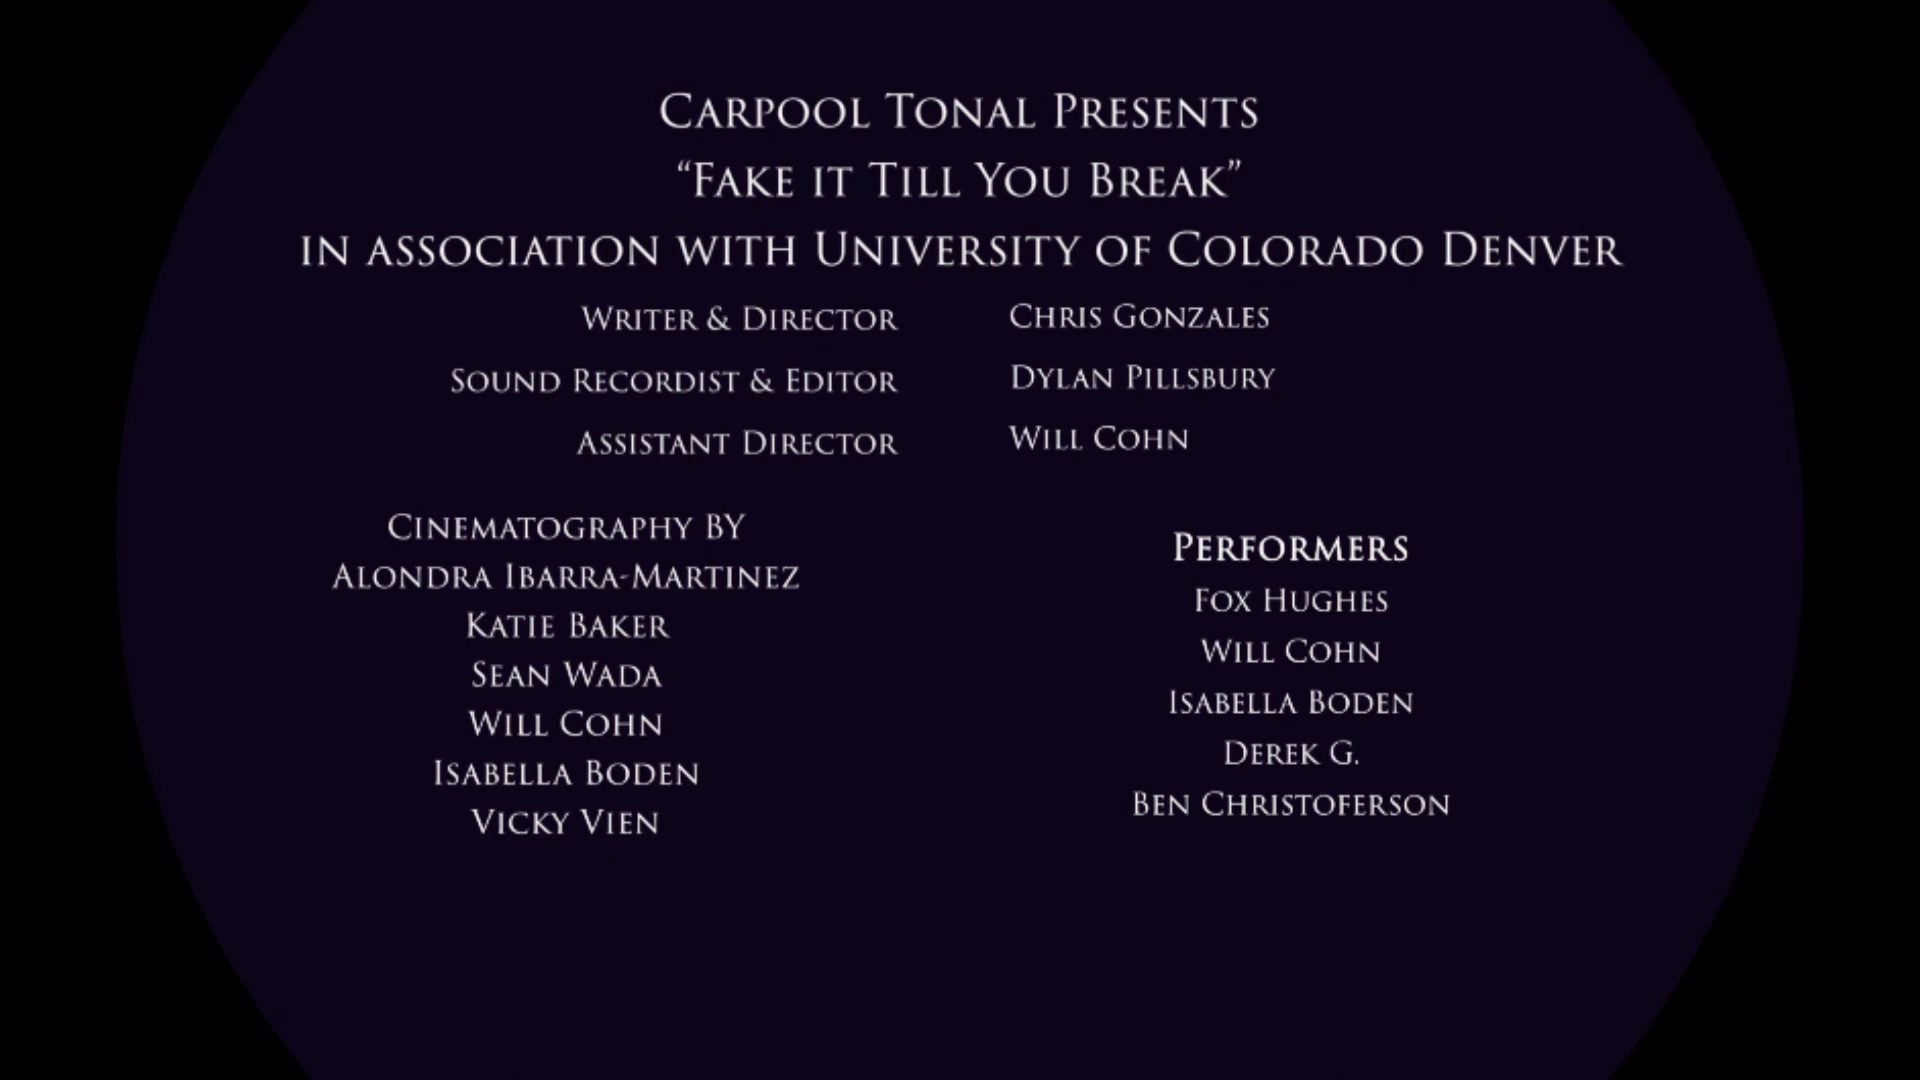 Carpool Tonal Presents
“Fake it Till You Break”
in association with University of Colorado Denver
Writer & Director Chris Gonzales
Sound Recordist & Editor Dylan Pillsbury
Assistant Director Will Cohn
Cinematography BY
Alondra Ibarra-Martinez
Katie Baker
Sean Wada
Will Cohn
Isabella Boden
Vicky Vien
Performers
Fox Hughes
Will Cohn
Isabella Boden
Derek G.
Ben Christoferson